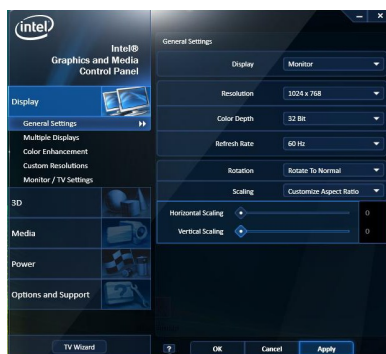 intel
Intel®
Graphics and Media
Control Panel
Display
General Settings
Multiple Displays
Color Enhancement
Custom Resolutions
Monitor / TV Settings
3D
Media
Power
Options and Support
TV Wizard
General Settings
Display Monitor
Resolution 1024 x 768
Color Depth 32 Bit
Refresh Rate 60 Hz
Rotation Rotate To Normal
Scaling Customize Aspect Ratio
Horizontal Scaling 0
Vertical Scaling 0
? OK Cancel Apply